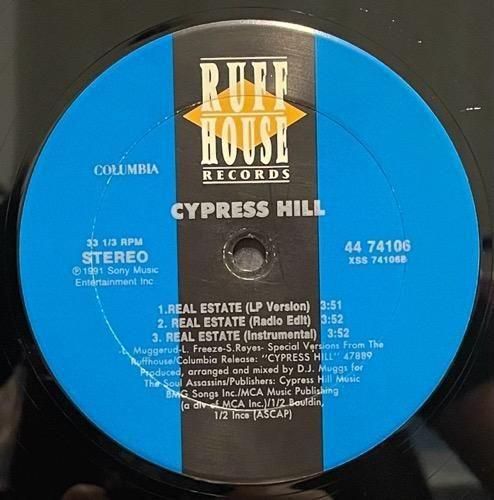 RUFF
HOUSE
RECORDS
COLUMBIA
CYPRESS HILL
33 1/3 RPM
STEREO
℗1991 Sony Music
Entertainment Inc.
44 74106
XSS 74106B
1.REAL ESTATE (LP Version) 3:51
2. REAL ESTATE (Radio Edit) 3:52
3. REAL ESTATE (Instrumental) 3:52
-L. Muggerud-L. Freeze-S.Reyes- Special Versions From The
Ruffhouse/Columbia Release: "CYPRESS HILL" 47889
Produced, arranged and mixed by D.J. Muggs for
The Soul Assassins/Publishers: Cypress Hill Music
BMG Songs Inc./MCA Music Publishing
(a div of MCA Inc.)/1/2 Bouldin,
1/2 Ince (ASCAP)